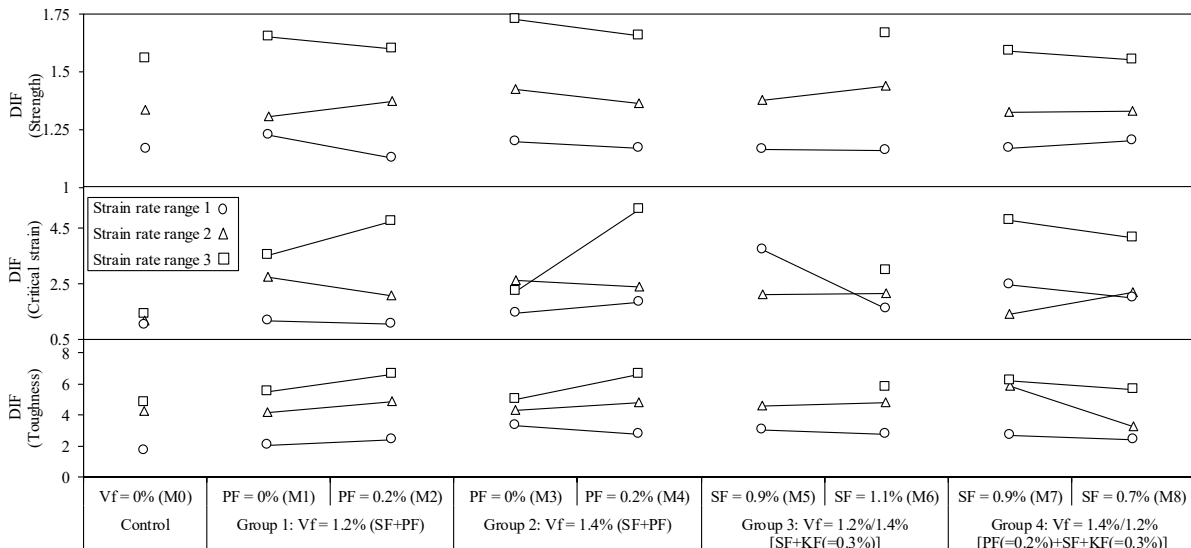 1.75
1.5
1.25
1
DIF
(Strength)
Strain rate range 1
Strain rate range 2
Strain rate range 3
4.5
2.5
0.5
DIF
(Critical strain)
8
6
4
2
0
DIF
(Toughness)
Vf = 0% (M0) PF = 0% (M1) PF = 0.2% (M2) PF = 0% (M3) PF = 0.2% (M4) SF = 0.9% (M5) SF = 1.1% (M6) SF = 0.9% (M7) SF = 0.7% (M8)
Control Group 1: Vf = 1.2% (SF+PF) Group 2: Vf = 1.4% (SF+PF) Group 3: Vf = 1.2%/1.4% Group 4: Vf = 1.4%/1.2%
[SF+KF(=0.3%)] [PF(=0.2%)+SF+KF(=0.3%)]